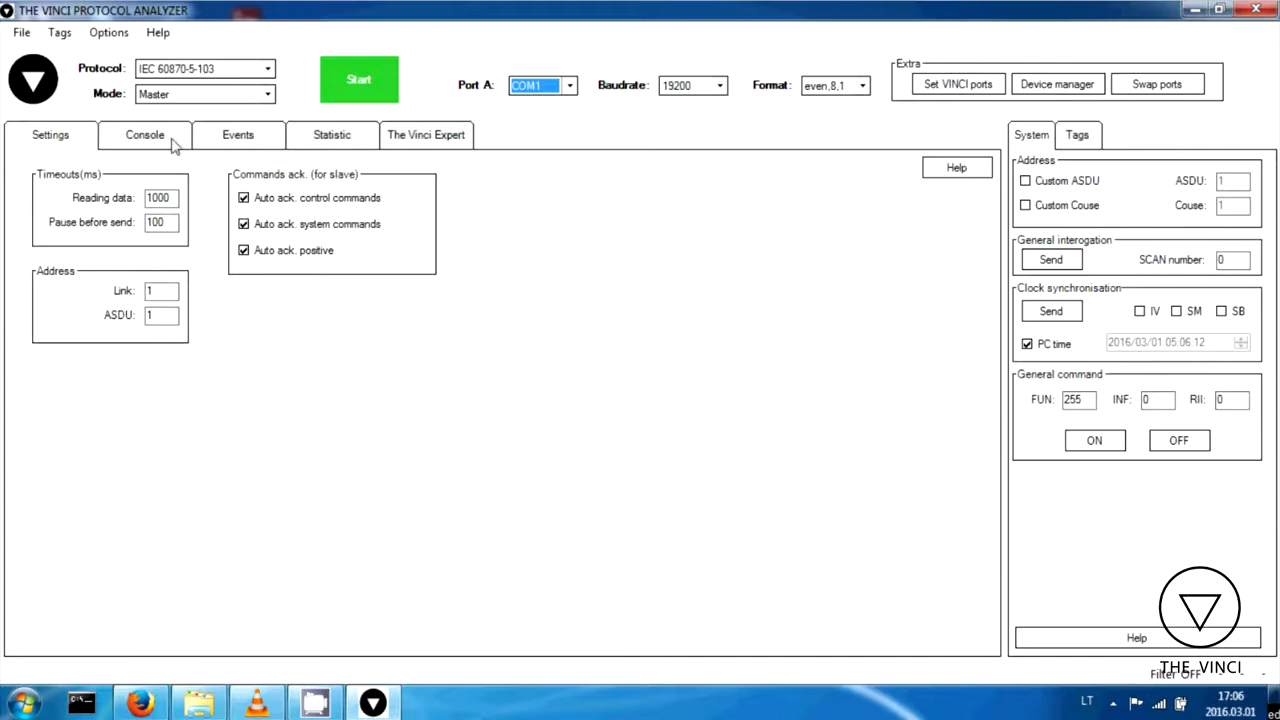 THE VINCI PROTOCOL ANALYZER
File Tags Options Help
Protocol: IEC 60870-5-103
Mode: Master
Start
Port A: COM1
Baudrate: 19200
Format: even,8,1
Extra
Set VINCI ports Device manager Swap ports
Settings Console Events Statistic The Vinci Expert
Help
Timeouts(ms)
Reading data: 1000
Pause before send: 100
Address
Link: 1
ASDU: 1
Commands ack. (for slave)
Auto ack. control commands
Auto ack. system commands
Auto ack. positive
System Tags
Address
Custom ASDU ASDU: 1
Custom Couse Couse: 1
General interogation
Send SCAN number: 0
Clock synchronisation
Send IV SM SB
PC time 2016/03/01 05:06 12
General command
FUN: 255 INF: 0 RII: 0
ON OFF
Help
THE VINCI
Filter OFF
C:\_
LT 17:06
2016.03.01